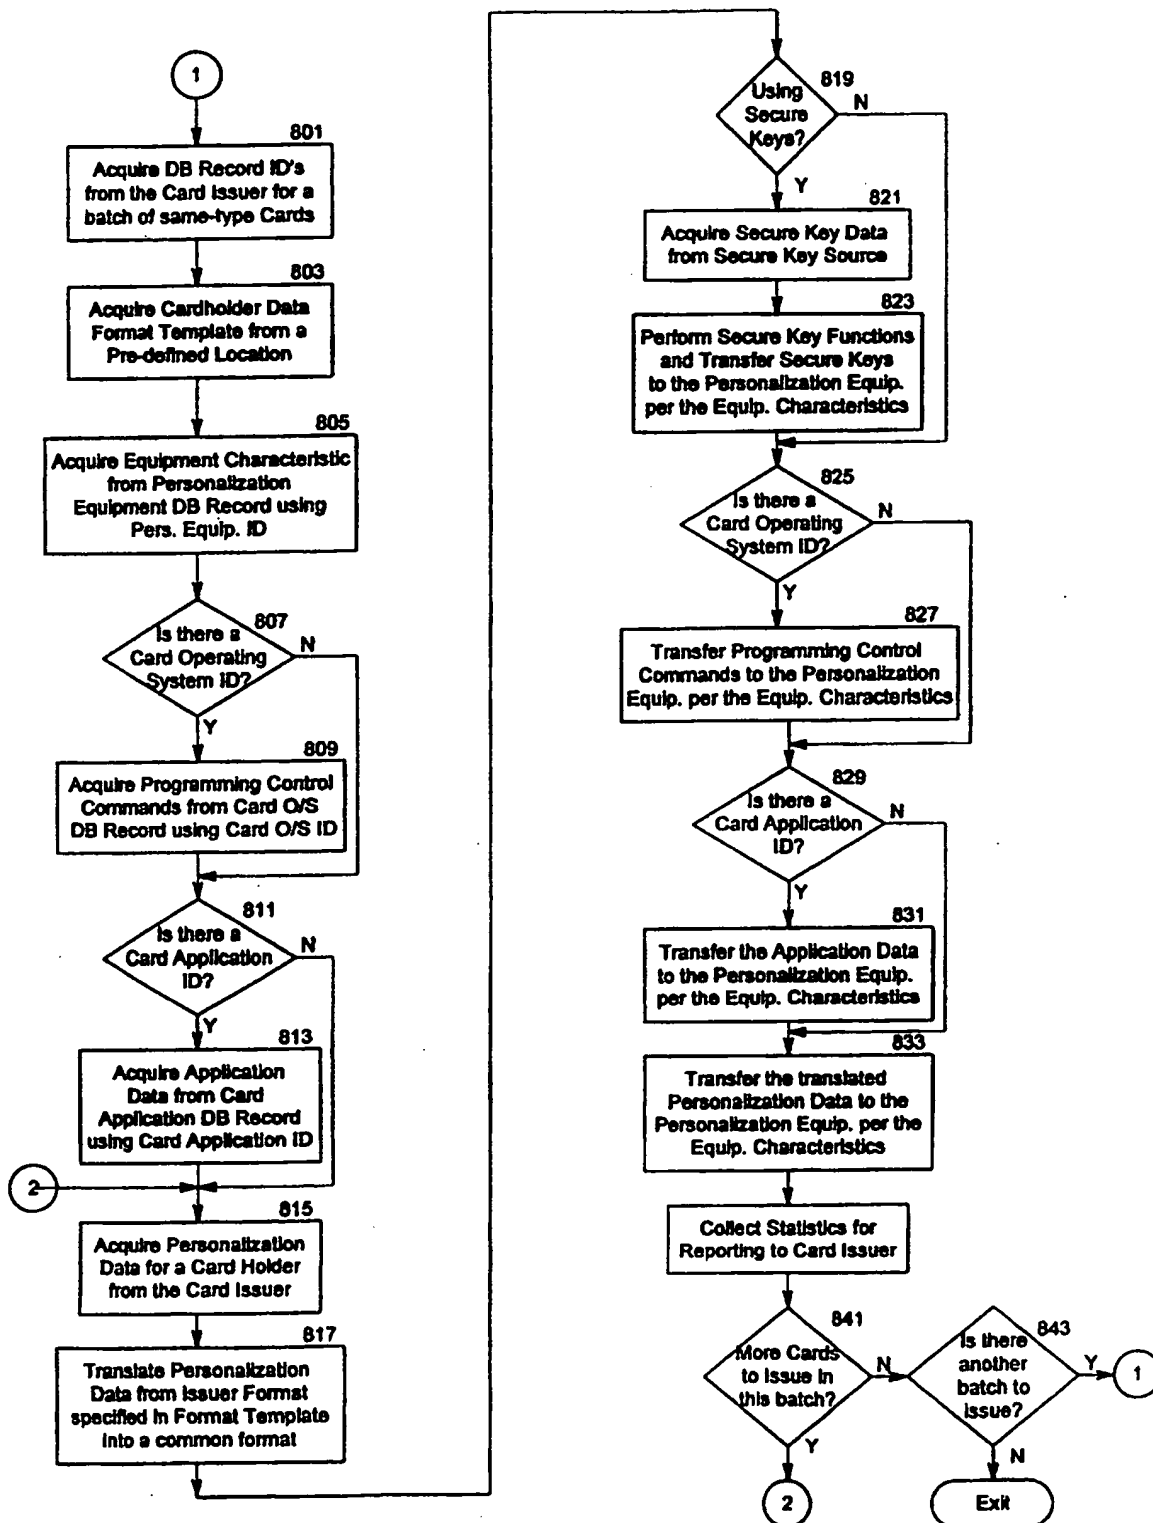 1
801
Acquire DB Record ID's
from the Card Issuer for a
batch of same-type Cards
803
Acquire Cardholder Data
Format Template from a
Pre-defined Location
805
Acquire Equipment Characteristic
from Personalization
Equipment DB Record using
Pers. Equip. ID
807
Is there a
Card Operating
System ID?
N
Y
809
Acquire Programming Control
Commands from Card O/S
DB Record using Card O/S ID
811
Is there a
Card Application
ID?
N
Y
813
Acquire Application
Data from Card
Application DB Record
using Card Application ID
2
815
Acquire Personalization
Data for a Card Holder
from the Card Issuer
817
Translate Personalization
Data from Issuer Format
specified in Format Template
into a common format
819
Using
Secure
Keys?
N
Y
821
Acquire Secure Key Data
from Secure Key Source
823
Perform Secure Key Functions
and Transfer Secure Keys
to the Personalization Equip.
per the Equip. Characteristics
825
Is there a
Card Operating
System ID?
N
Y
827
Transfer Programming Control
Commands to the Personalization
Equip. per the Equip. Characteristics
829
Is there a
Card Application
ID?
N
Y
831
Transfer the Application Data
to the Personalization Equip.
per the Equip. Characteristics
833
Transfer the translated
Personalization Data to the
Personalization Equip. per the
Equip. Characteristics
Collect Statistics for
Reporting to Card Issuer
841
More Cards
to Issue in
this batch?
N
Y
2
843
Is there
another
batch to
issue?
Y
1
N
Exit